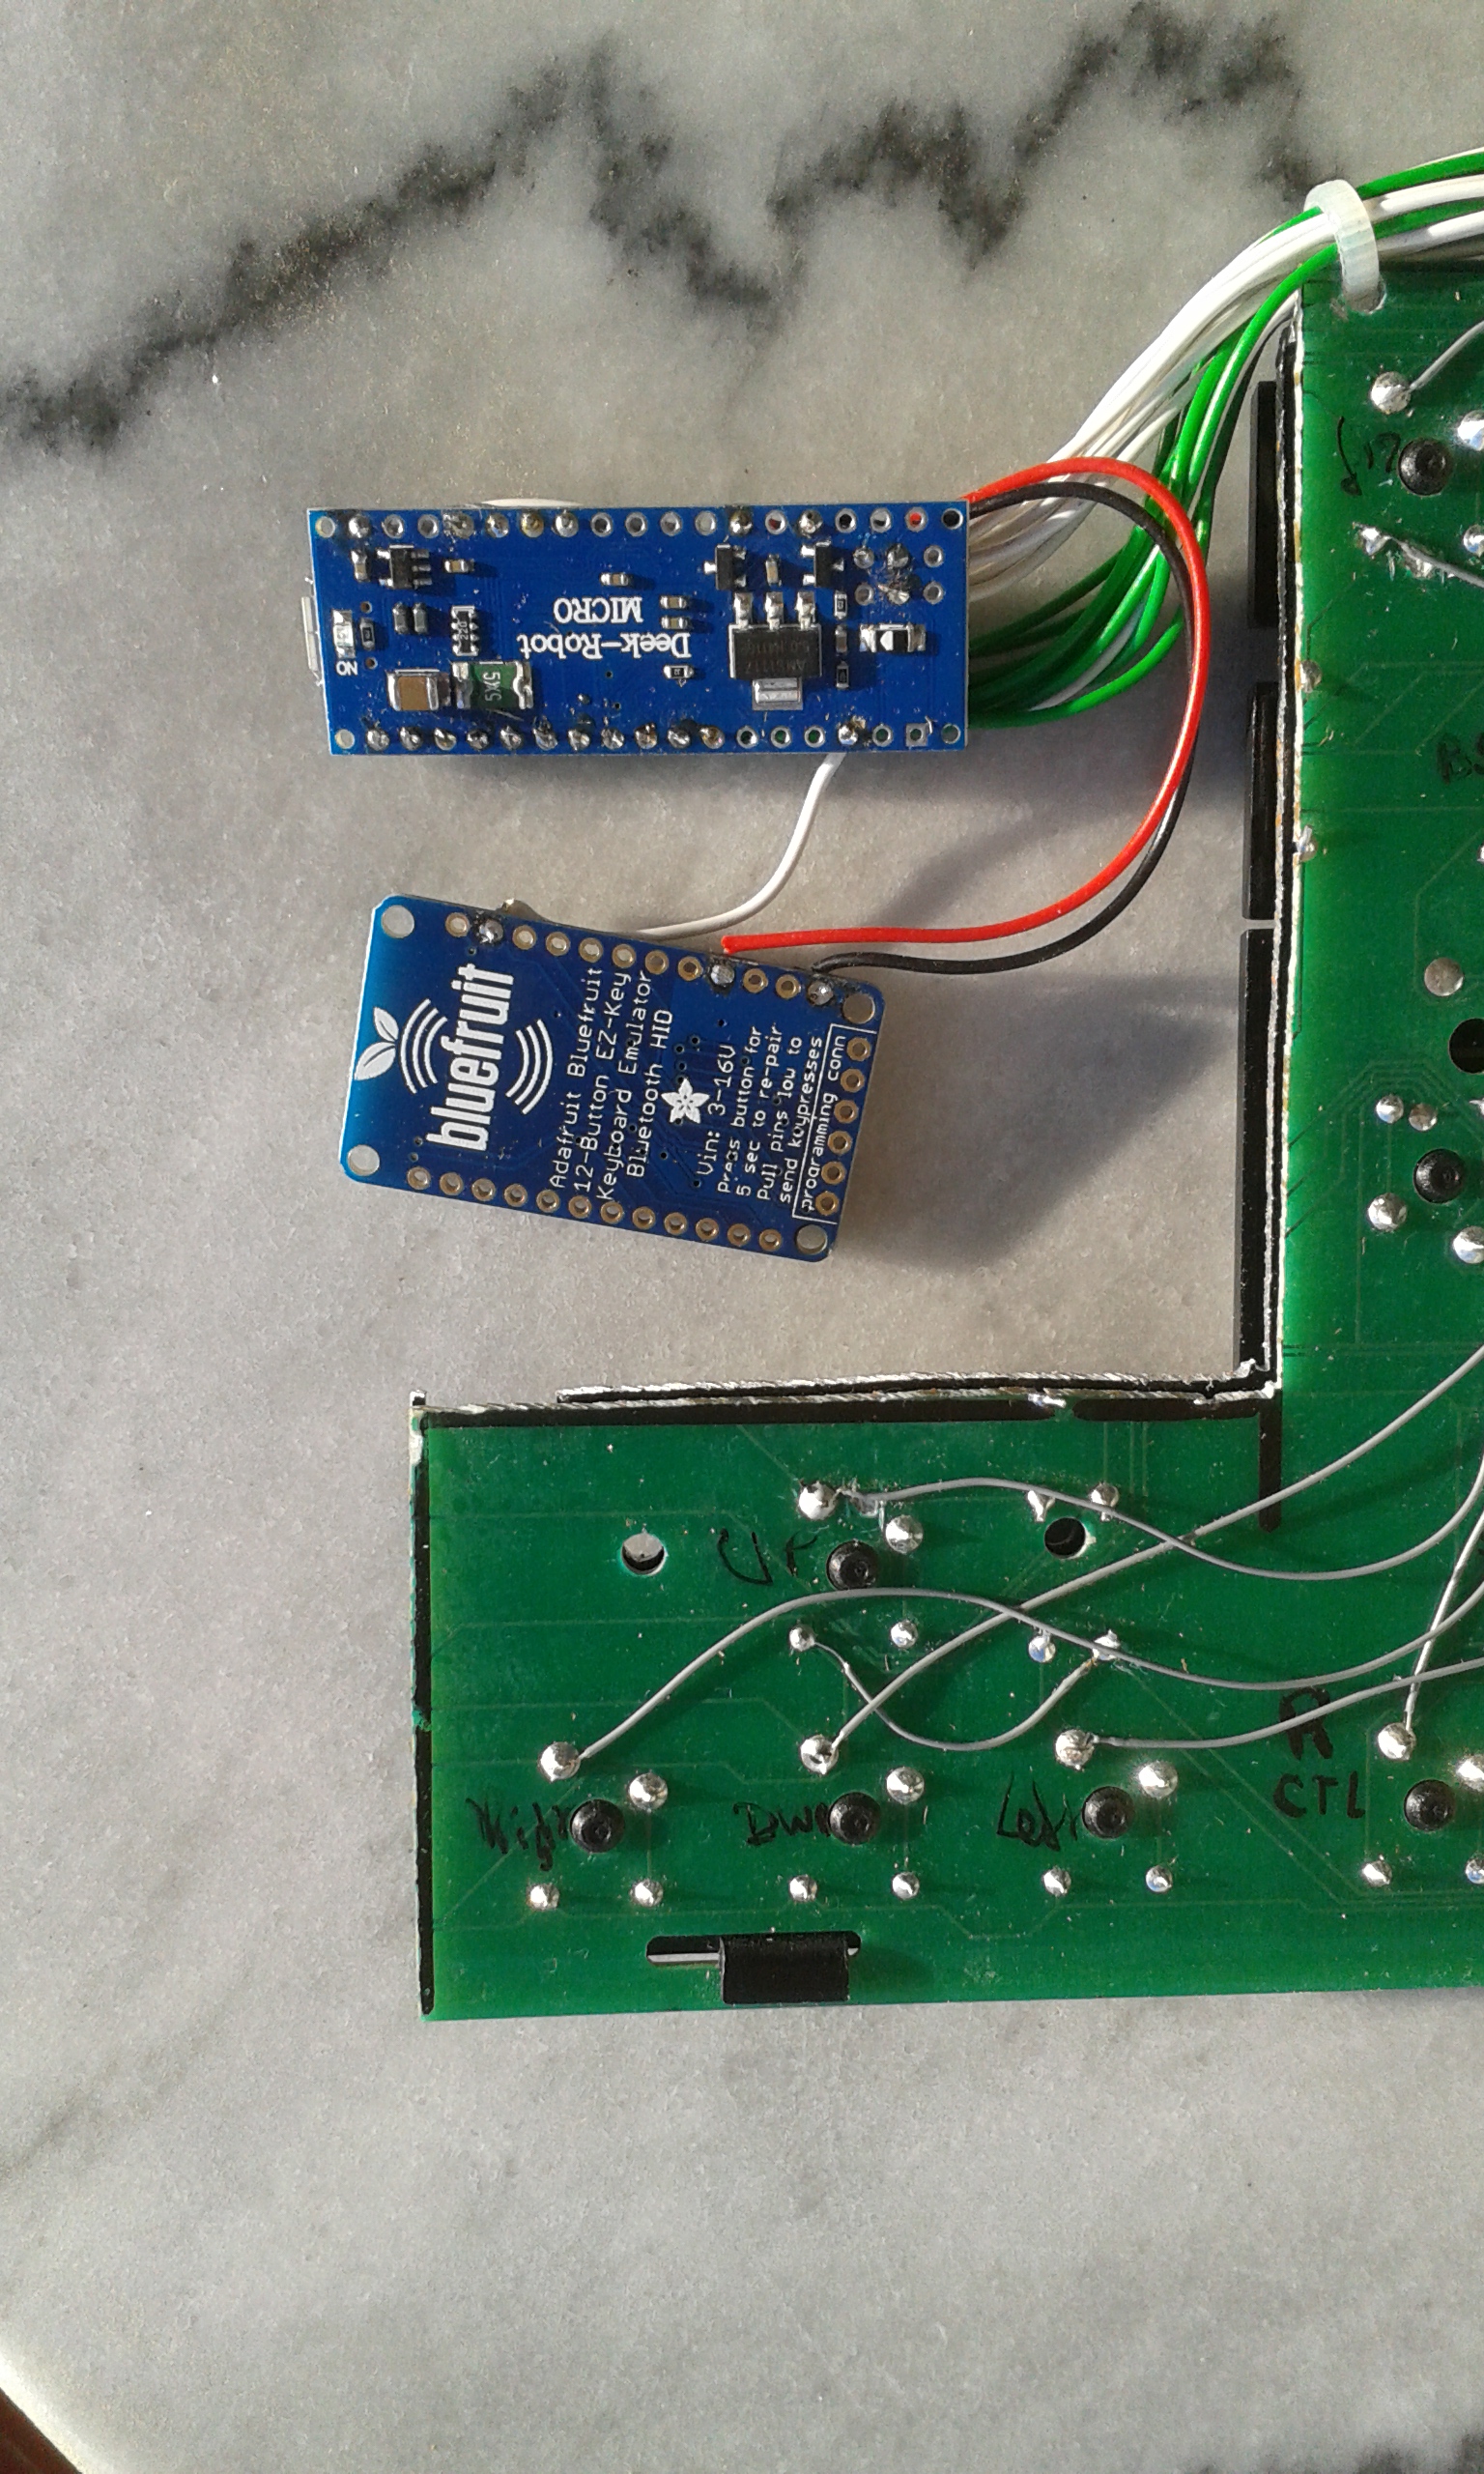 Deek-Robot
MICRO
ON
AMS1117
bluefruit
Adafruit Bluefruit
12-Button EZ-Key
Keyboard Emulator
Bluetooth HID
Vin: 3-16V
press button for
5 sec to re-pair
Pull pins low to
send keypresses
programming conn
UP
Right
DWN
Left
R
CTL